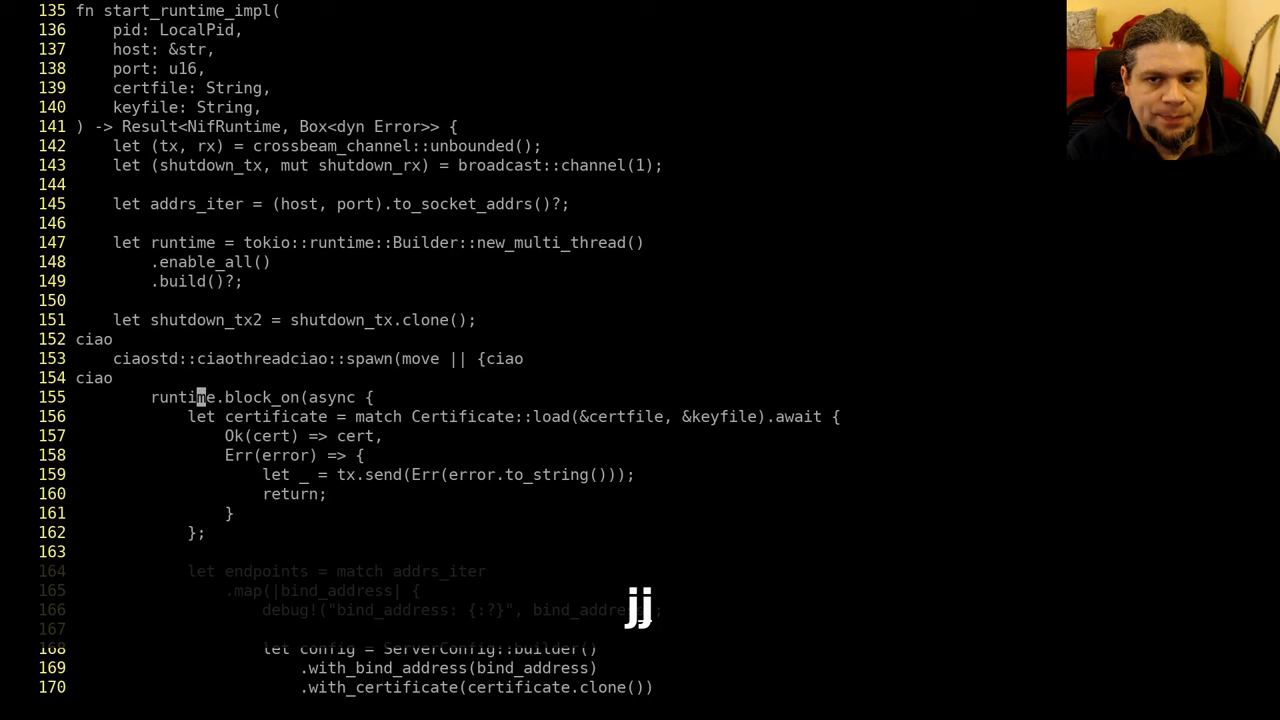 135 fn start_runtime_impl(
136     pid: LocalPid,
137     host: &str,
138     port: u16,
139     certfile: String,
140     keyfile: String,
141 ) -> Result<NifRuntime, Box<dyn Error>> {
142     let (tx, rx) = crossbeam_channel::unbounded();
143     let (shutdown_tx, mut shutdown_rx) = broadcast::channel(1);
144
145     let addrs_iter = (host, port).to_socket_addrs()?;
146
147     let runtime = tokio::runtime::Builder::new_multi_thread()
148         .enable_all()
149         .build()?;
150
151     let shutdown_tx2 = shutdown_tx.clone();
152 ciao
153     ciaostd::ciaothreadciao::spawn(move || {ciao
154 ciao
155         runtime.block_on(async {
156             let certificate = match Certificate::load(&certfile, &keyfile).await {
157                 Ok(cert) => cert,
158                 Err(error) => {
159                     let _ = tx.send(Err(error.to_string()));
160                     return;
161                 }
162             };
163
164             let endpoints = match addrs_iter
165                 .map(|bind_address| {
166                     debug!("bind_address: {:?}",
167
168                     let config = ServerConfig::builder()
169                         .with_bind_address(bind_address)
170                         .with_certificate(certificate.clone())
jj